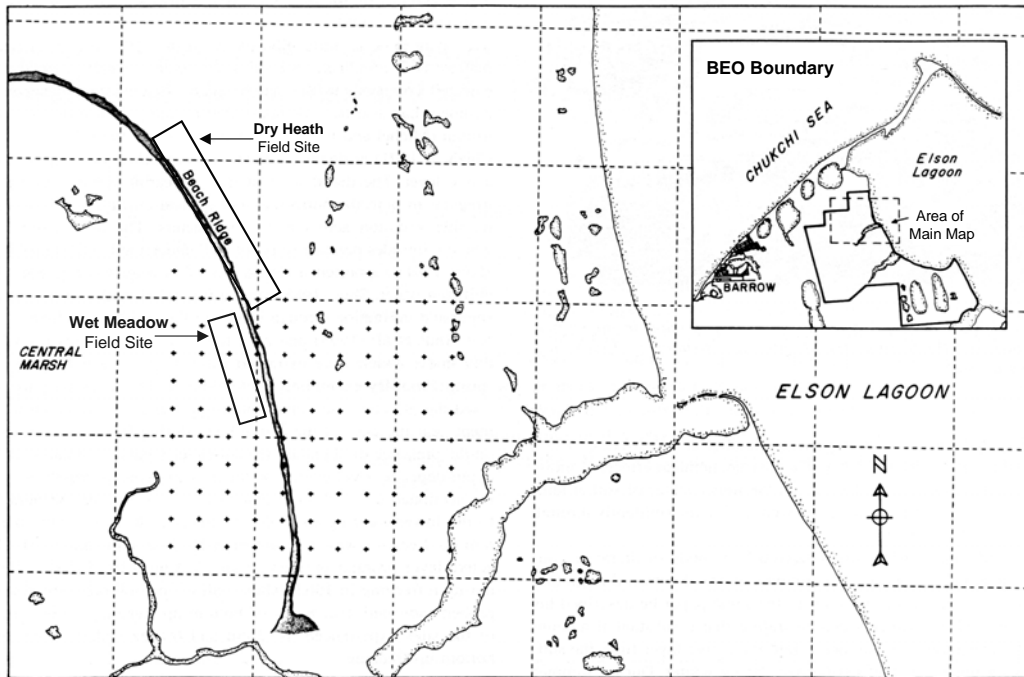 Dry Heath
Field Site
Beach Ridge
Wet Meadow
Field Site
CENTRAL
MARSH
ELSON LAGOON
N
BEO Boundary
CHUKCHI SEA
Elson
Lagoon
Area of
Main Map
BARROW